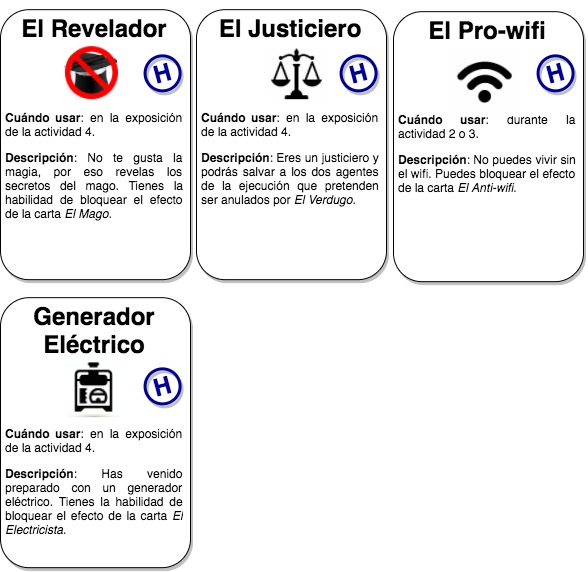 El Revelador
H
Cuándo usar: en la exposición
de la actividad 4.
Descripción: No te gusta la
magia, por eso revelas los
secretos del mago. Tienes la
habilidad de bloquear el efecto
de la carta El Mago.
El Justiciero
H
Cuándo usar: en la exposición
de la actividad 4.
Descripción: Eres un justiciero y
podrás salvar a los dos agentes
de la ejecución que pretenden
ser anulados por El Verdugo.
El Pro-wifi
H
Cuándo usar: durante la
actividad 2 o 3.
Descripción: No puedes vivir sin
el wifi. Puedes bloquear el efecto
de la carta El Anti-wifi.
Generador
Eléctrico
H
Cuándo usar: en la exposición
de la actividad 4.
Descripción: Has venido
preparado con un generador
eléctrico. Tienes la habilidad de
bloquear el efecto de la carta El
Electricista.